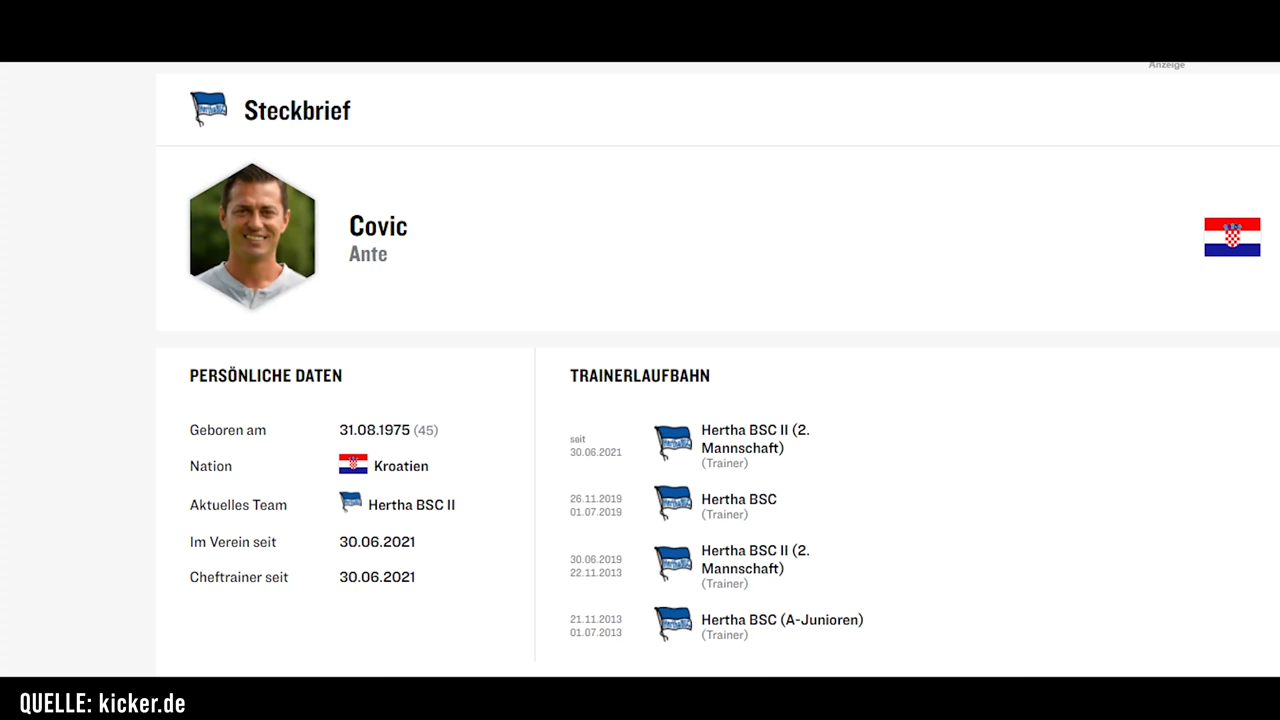 Anzeige
Steckbrief
Covic
Ante
PERSÖNLICHE DATEN
Geboren am 31.08.1975 (45)
Nation Kroatien
Aktuelles Team Hertha BSC II
Im Verein seit 30.06.2021
Cheftrainer seit 30.06.2021
TRAINERLAUFBAHN
seit
30.06.2021
Hertha BSC II (2.
Mannschaft)
(Trainer)
26.11.2019
01.07.2019
Hertha BSC
(Trainer)
30.06.2019
22.11.2013
Hertha BSC II (2.
Mannschaft)
(Trainer)
21.11.2013
01.07.2013
Hertha BSC (A-Junioren)
(Trainer)
QUELLE: kicker.de